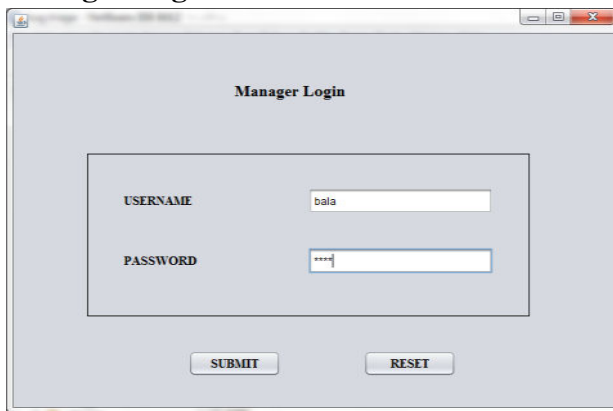 Manager Login
USERNAME
bala
PASSWORD
****
SUBMIT
RESET